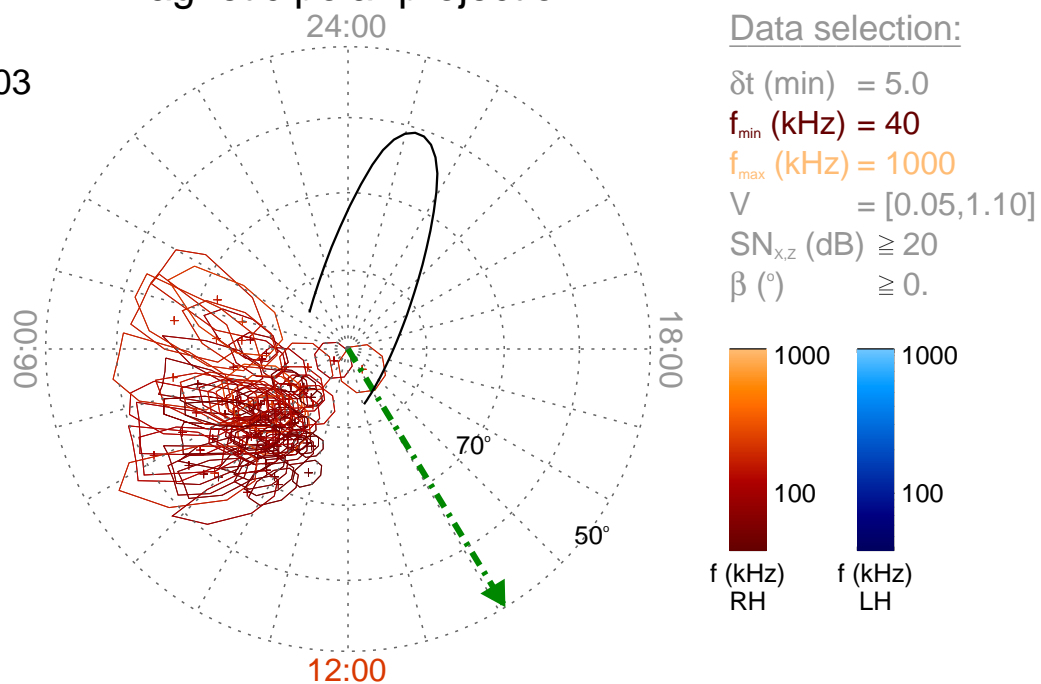 24:00
03
06:00
18:00
70°
50°
12:00
Data selection:
δt (min) = 5.0
fmin (kHz) = 40
fmax (kHz) = 1000
V = [0.05,1.10]
SNx,z (dB) ≧ 20
β (°) ≧ 0.
1000 1000
100 100
f (kHz) f (kHz)
RH LH